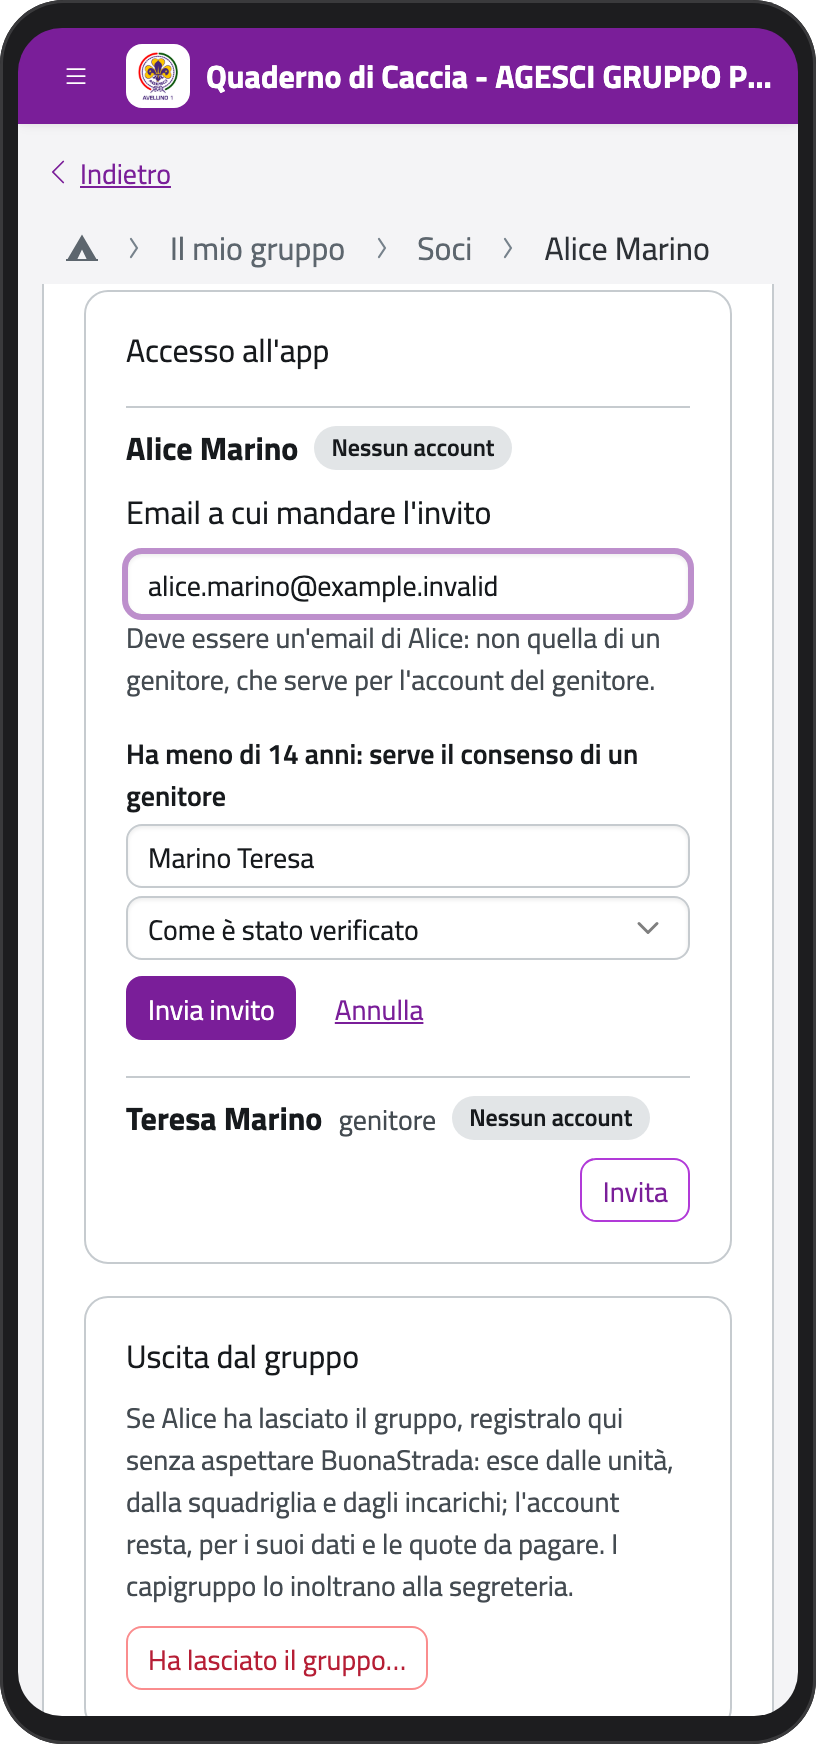 AVELLINO 1
Quaderno di Caccia - AGESCI GRUPPO P...
Indietro
Il mio gruppo > Soci > Alice Marino
Accesso all'app
Alice Marino Nessun account
Email a cui mandare l'invito
alice.marino@example.invalid
Deve essere un'email di Alice: non quella di un
genitore, che serve per l'account del genitore.
Ha meno di 14 anni: serve il consenso di un
genitore
Marino Teresa
Come è stato verificato
Invia invito Annulla
Teresa Marino genitore Nessun account
Invita
Uscita dal gruppo
Se Alice ha lasciato il gruppo, registralo qui
senza aspettare BuonaStrada: esce dalle unità,
dalla squadriglia e dagli incarichi; l'account
resta, per i suoi dati e le quote da pagare. I
capigruppo lo inoltrano alla segreteria.
Ha lasciato il gruppo...